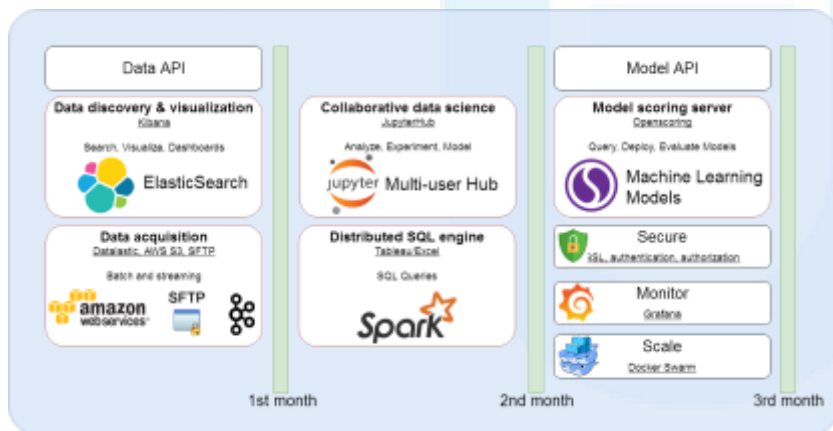 Data API
Data discovery & visualization
Kibana
Search, Visualize, Dashboards
ElasticSearch
Data acquisition
Datalastic, AWS S3, SFTP
Batch and streaming
amazon
webservices
SFTP
1st month
Collaborative data science
JupyterHub
Analyze, Experiment, Model
jupyter
Multi-user Hub
Distributed SQL engine
Tableau/Excel
SQL Queries
Spark
2nd month
Model API
Model scoring server
Openscoring
Query, Deploy, Evaluate Models
Machine Learning
Models
Secure
SSL, authentication, authorization
Monitor
Grafana
Scale
Docker Swarm
3rd month